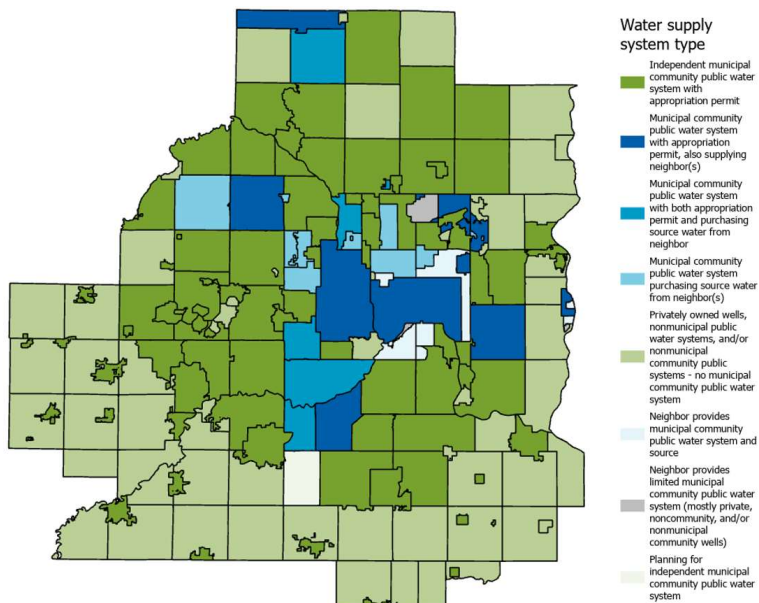 Water supply
system type
Independent municipal
community public water
system with
appropriation permit
Municipal community
public water system
with appropriation
permit, also supplying
neighbor(s)
Municipal community
public water system
with both appropriation
permit and purchasing
source water from
neighbor
Municipal community
public water system
purchasing source water
from neighbor(s)
Privately owned wells,
nonmunicipal public
water systems, and/or
nonmunicipal
community public
systems - no municipal
community public water
system
Neighbor provides
municipal community
public water system and
source
Neighbor provides
limited municipal
community public water
system (mostly private,
noncommunity, and/or
nonmunicipal
community wells)
Planning for
independent municipal
community public water
system